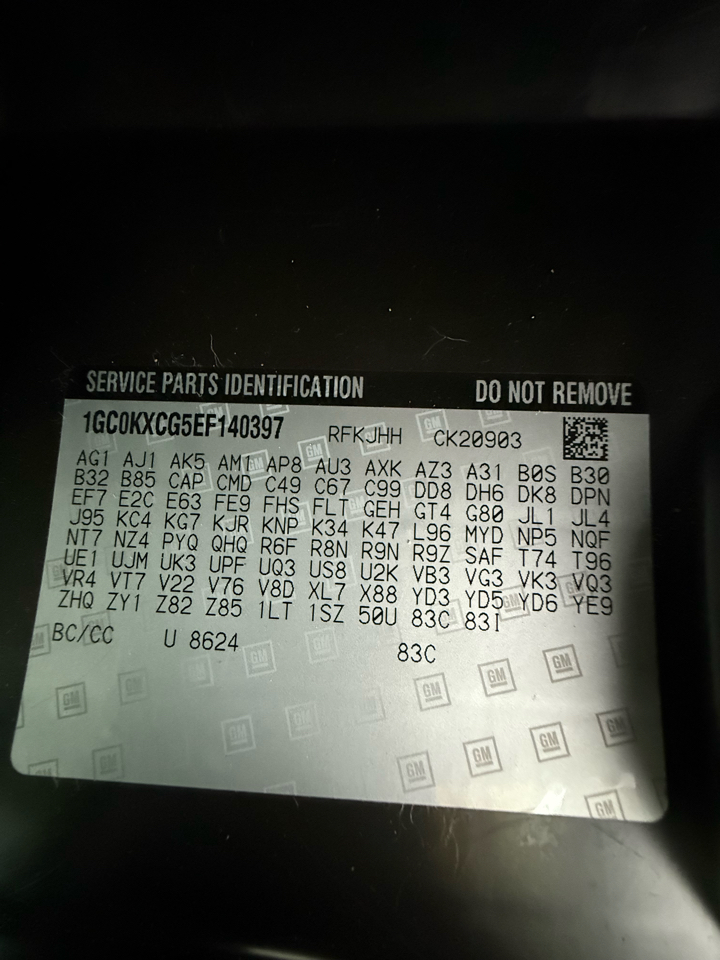 SERVICE PARTS IDENTIFICATION DO NOT REMOVE
1GC0KXCG5EF140397 RFKJHH CK20903
AG1 AJ1 AK5 AM1 AP8 AU3 AXK AZ3 A31 B0S B30
B32 B85 CAP CMD C49 C67 C99 DD8 DH6 DK8 DPN
EF7 E2C E63 FE9 FHS FLT GEH GT4 G80 JL1 JL4
J95 KC4 KG7 KJR KNP K34 K47 L96 MYD NP5 NQF
NT7 NZ4 PYQ QHQ R6F R8N R9N R9Z SAF T74 T96
UE1 UJM UK3 UPF UQ3 US8 U2K VB3 VG3 VK3 VQ3
VR4 VT7 V22 V76 V8D XL7 X88 YD3 YD5 YD6 YE9
ZHQ ZY1 Z82 Z85 1LT 1SZ 50U 83C 83I
BC/CC U 8624 83C